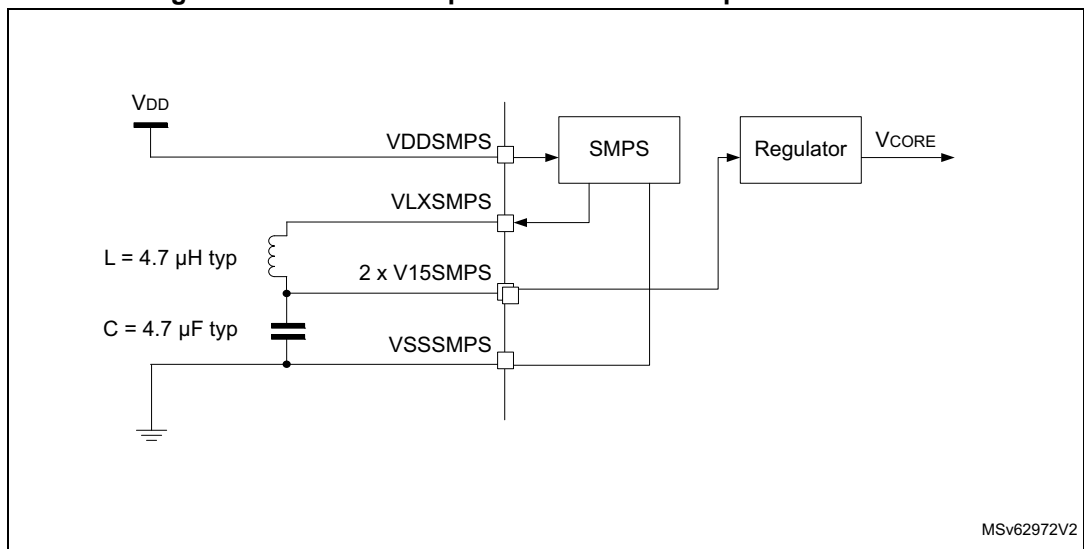 VDD
VDDSMPS
SMPS
Regulator
VCORE
VLXSMPS
L = 4.7 µH typ
2 x V15SMPS
C = 4.7 µF typ
VSSSMPS
MSv62972V2